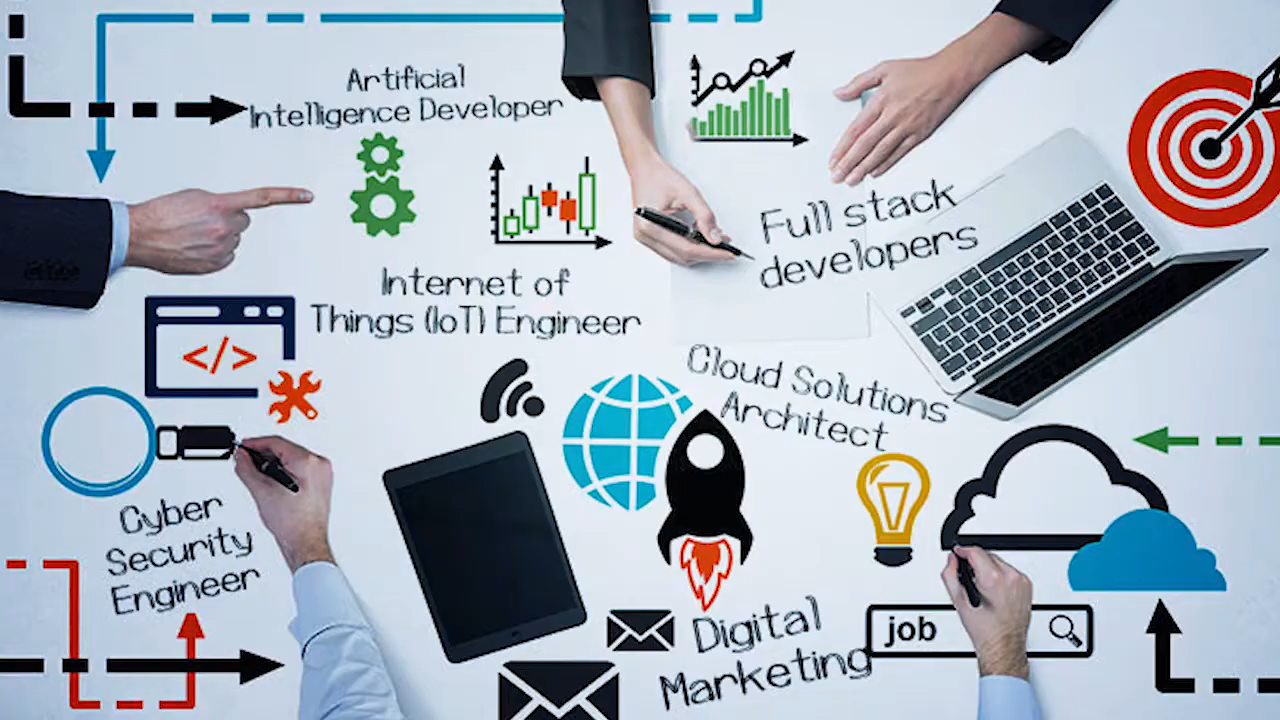 Artificial
Intelligence Developer
Full stack
developers
Internet of
Things (IoT) Engineer
</>
Cloud Solutions
Architect
Cyber
Security
Engineer
Digital
Marketing
job